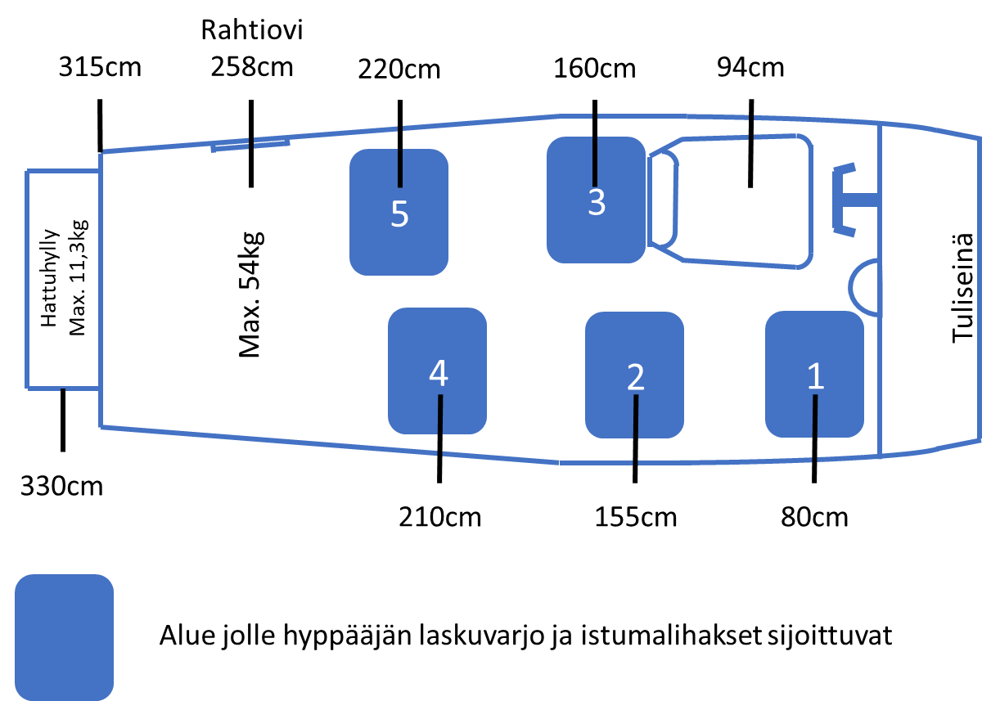 Rahtiovi
315cm
258cm
220cm
160cm
94cm
Hattuhylly
Max. 11,3kg
Max. 54kg
5
3
4
2
1
Tuliseinä
330cm
210cm
155cm
80cm
Alue jolle hyppääjän laskuvarjo ja istumalihakset sijoittuvat